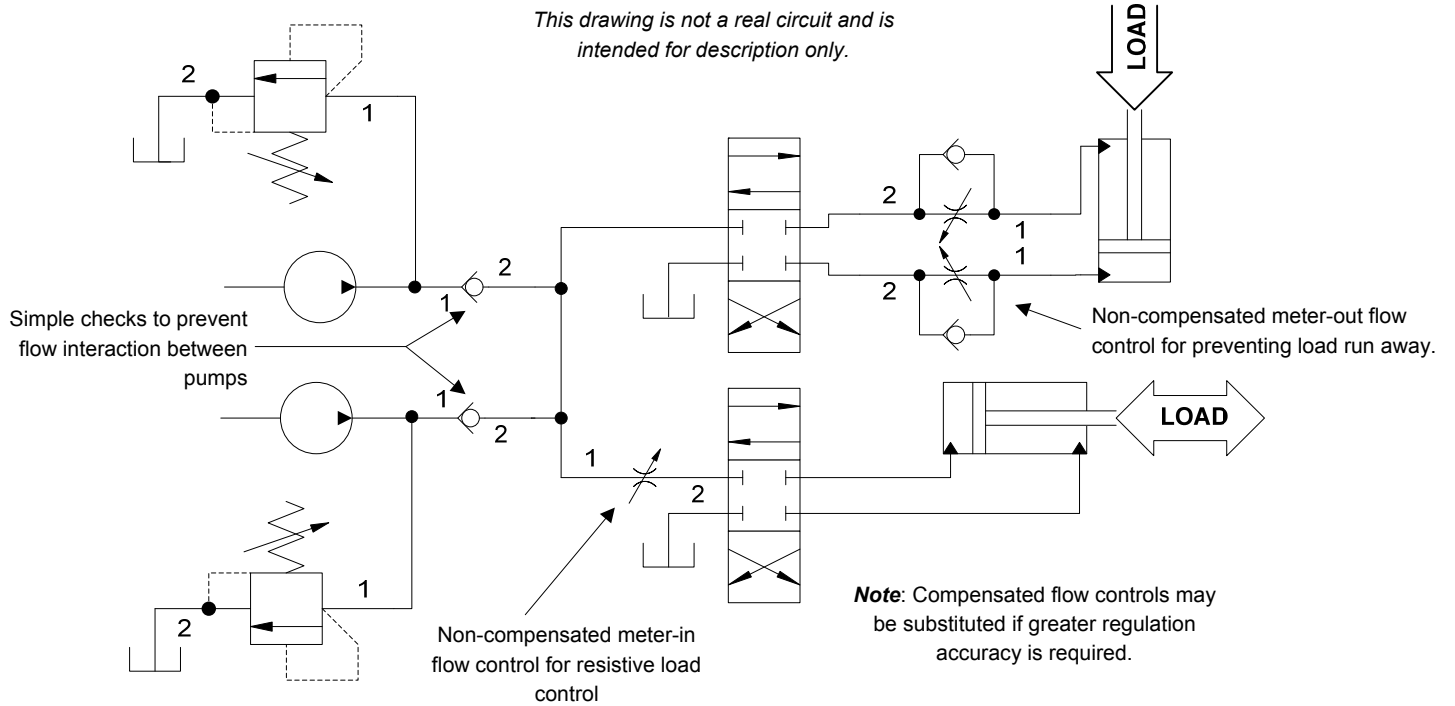 This drawing is not a real circuit and is
intended for description only.
LOAD
2
1
2
1
1
2
1
2
Simple checks to prevent
flow interaction between
pumps
2
1
1
2
Non-compensated meter-out flow
control for preventing load run away.
LOAD
1
2
1
2
Non-compensated meter-in
flow control for resistive load
control
Note: Compensated flow controls may
be substituted if greater regulation
accuracy is required.